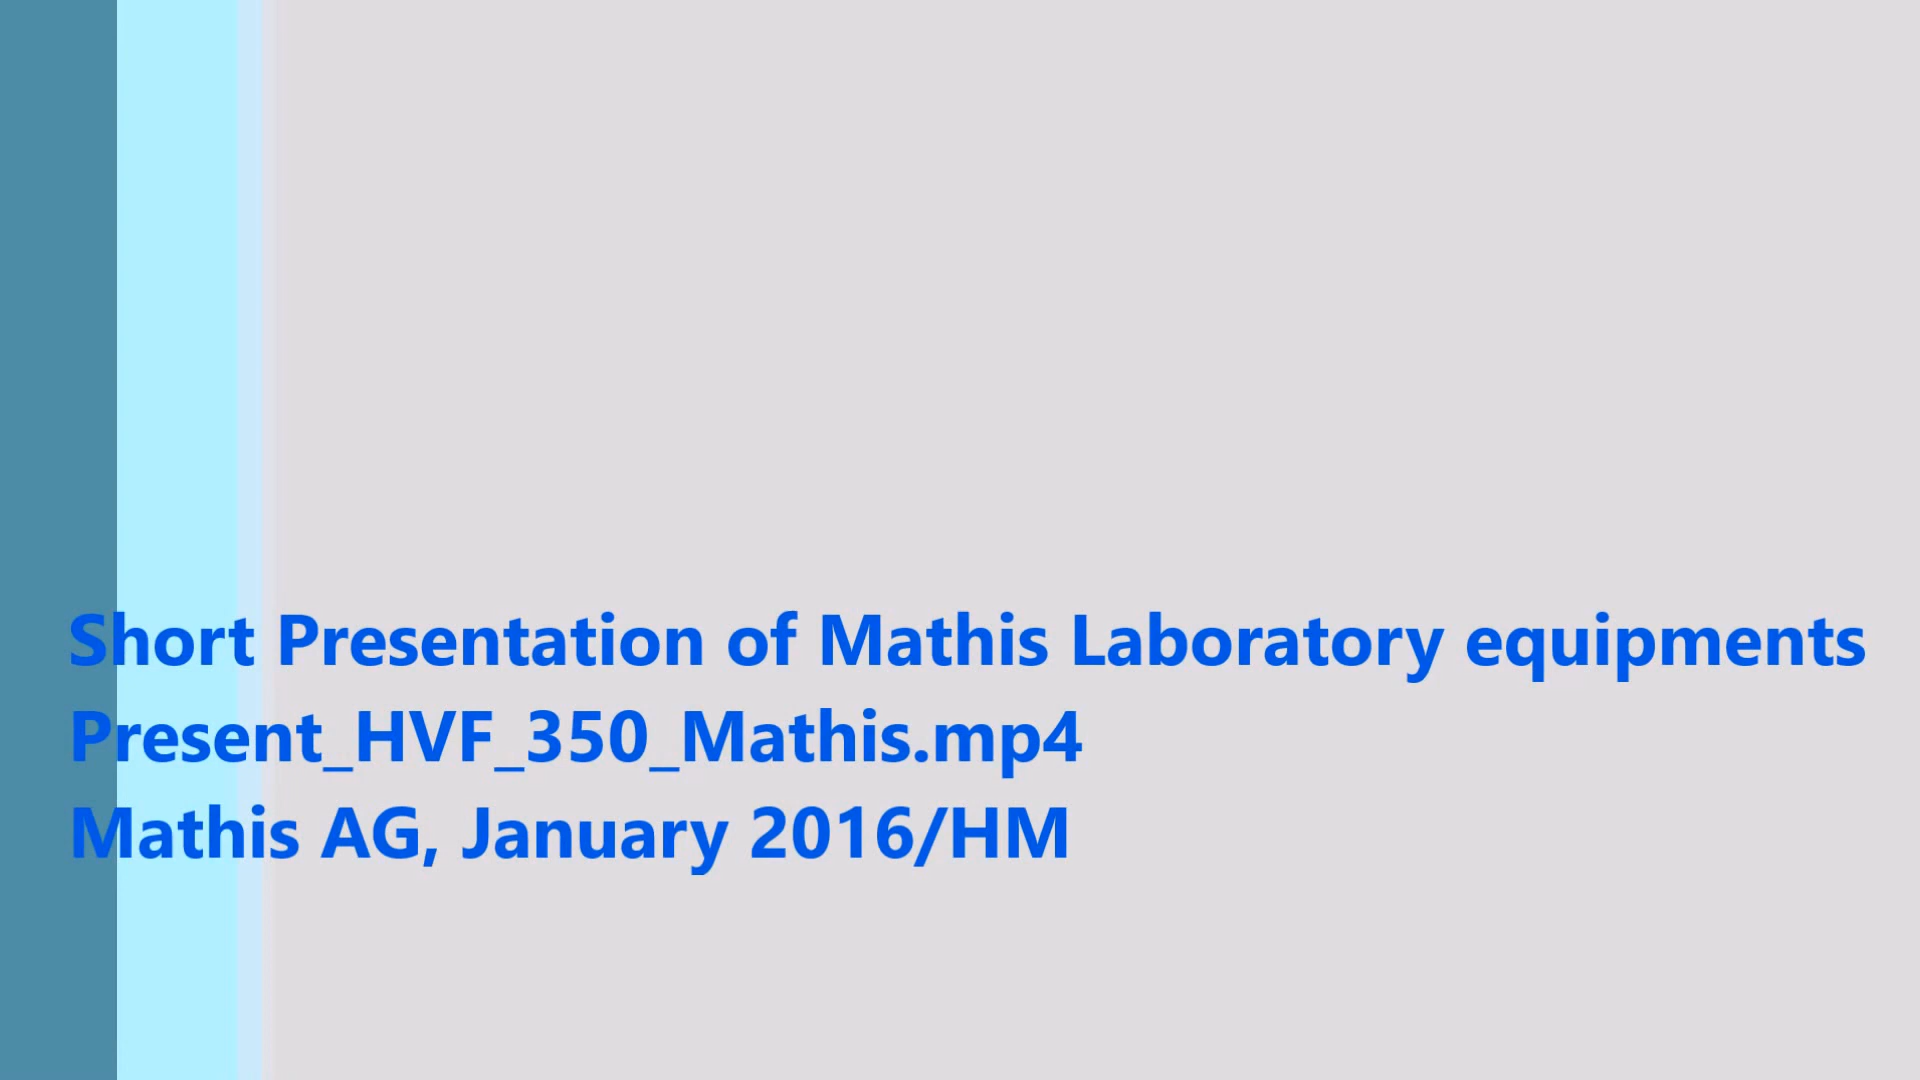 Short Presentation of Mathis Laboratory equipments
Present_HVF_350_Mathis.mp4
Mathis AG, January 2016/HM